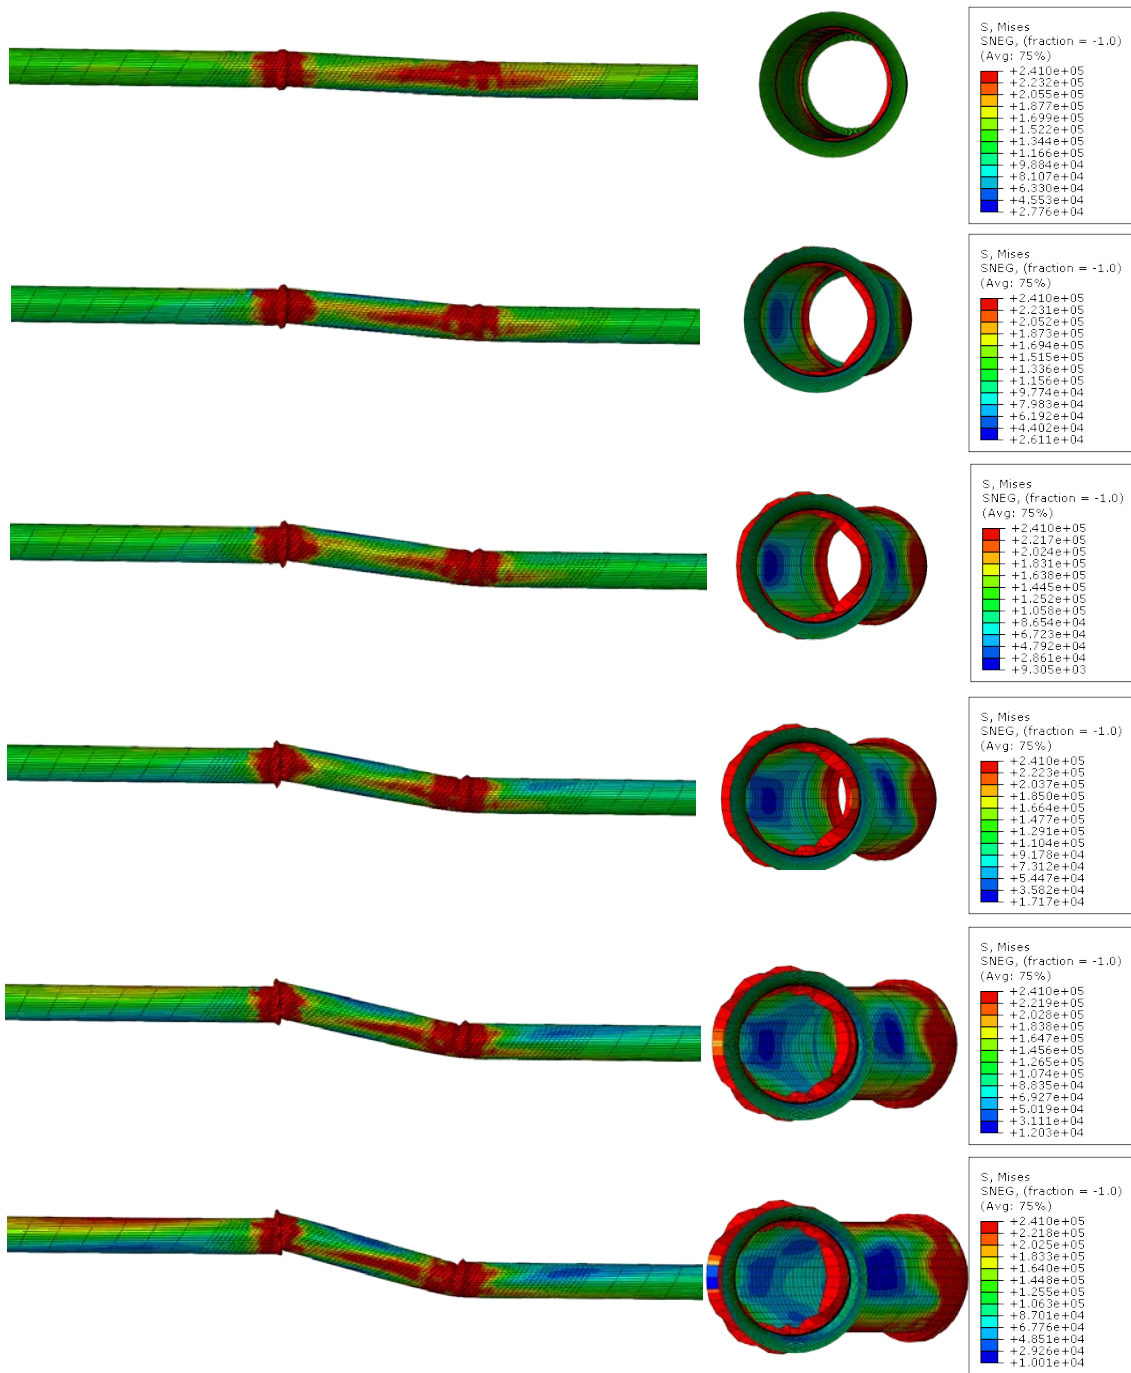 S, Mises
SNEG, (fraction = -1.0)
(Avg: 75%)
+2.410e+05
+2.232e+05
+2.055e+05
+1.877e+05
+1.699e+05
+1.522e+05
+1.344e+05
+1.166e+05
+9.884e+04
+8.107e+04
+6.330e+04
+4.553e+04
+2.776e+04
S, Mises
SNEG, (fraction = -1.0)
(Avg: 75%)
+2.410e+05
+2.231e+05
+2.052e+05
+1.873e+05
+1.694e+05
+1.515e+05
+1.336e+05
+1.156e+05
+9.774e+04
+7.983e+04
+6.192e+04
+4.402e+04
+2.611e+04
S, Mises
SNEG, (fraction = -1.0)
(Avg: 75%)
+2.410e+05
+2.217e+05
+2.024e+05
+1.831e+05
+1.638e+05
+1.445e+05
+1.252e+05
+1.058e+05
+8.654e+04
+6.723e+04
+4.792e+04
+2.861e+04
+9.305e+03
S, Mises
SNEG, (fraction = -1.0)
(Avg: 75%)
+2.410e+05
+2.223e+05
+2.037e+05
+1.850e+05
+1.664e+05
+1.477e+05
+1.291e+05
+1.104e+05
+9.178e+04
+7.312e+04
+5.447e+04
+3.582e+04
+1.717e+04
S, Mises
SNEG, (fraction = -1.0)
(Avg: 75%)
+2.410e+05
+2.219e+05
+2.028e+05
+1.838e+05
+1.647e+05
+1.456e+05
+1.265e+05
+1.074e+05
+8.835e+04
+6.927e+04
+5.019e+04
+3.111e+04
+1.203e+04
S, Mises
SNEG, (fraction = -1.0)
(Avg: 75%)
+2.410e+05
+2.218e+05
+2.025e+05
+1.833e+05
+1.640e+05
+1.448e+05
+1.255e+05
+1.063e+05
+8.701e+04
+6.776e+04
+4.851e+04
+2.926e+04
+1.001e+04